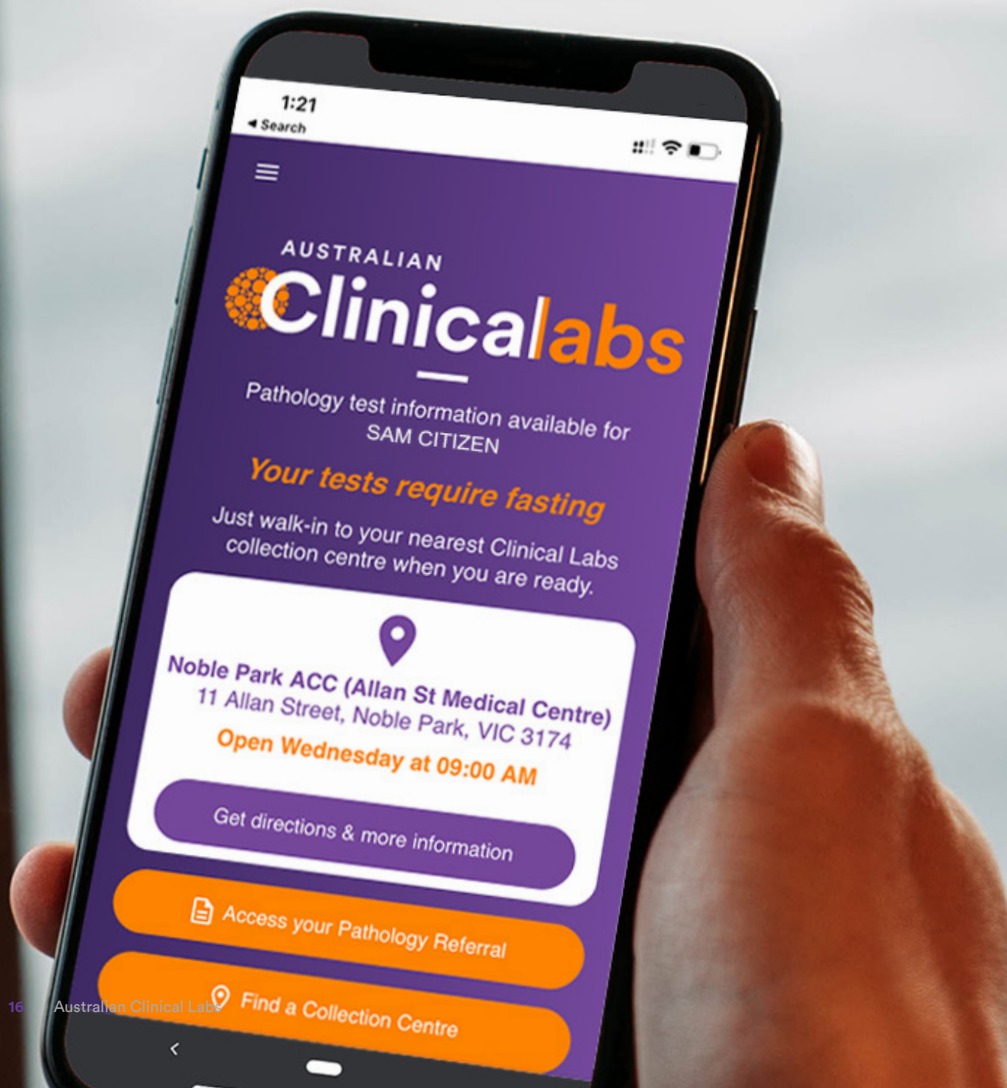 1:21
Search
AUSTRALIAN
Clinicallabs
Pathology test information available for
SAM CITIZEN
Your tests require fasting
Just walk-in to your nearest Clinical Labs
collection centre when you are ready.
Noble Park ACC (Allan St Medical Centre)
11 Allan Street, Noble Park, VIC 3174
Open Wednesday at 09:00 AM
Get directions & more information
Access your Pathology Referral
Find a Collection Centre
16 Australian Clinical Labs